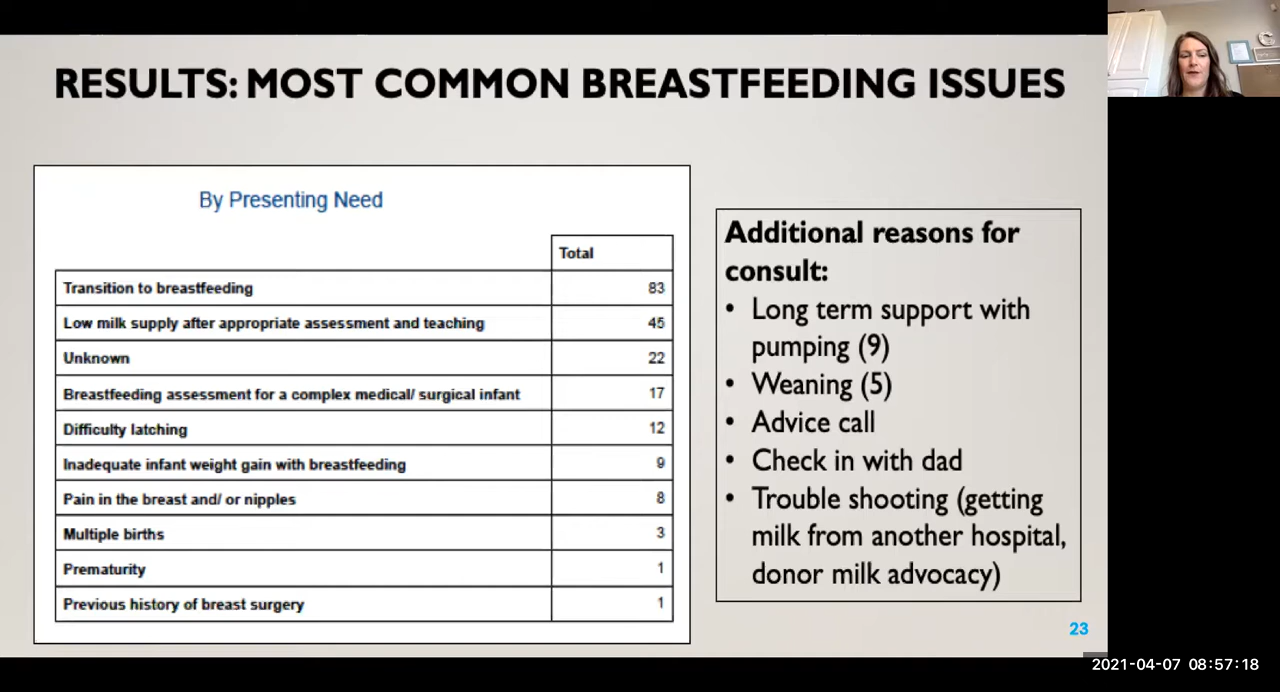 RESULTS: MOST COMMON BREASTFEEDING ISSUES
By Presenting Need
Total
Transition to breastfeeding 83
Low milk supply after appropriate assessment and teaching 45
Unknown 22
Breastfeeding assessment for a complex medical/ surgical infant 17
Difficulty latching 12
Inadequate infant weight gain with breastfeeding 9
Pain in the breast and/ or nipples 8
Multiple births 3
Prematurity 1
Previous history of breast surgery 1
Additional reasons for
consult:
• Long term support with
pumping (9)
• Weaning (5)
• Advice call
• Check in with dad
• Trouble shooting (getting
milk from another hospital,
donor milk advocacy)
23
2021-04-07 08:57:18